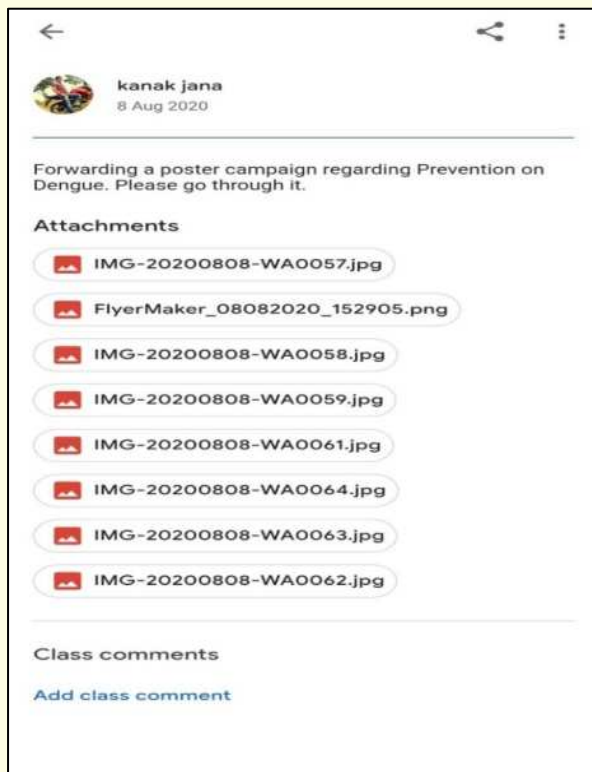 kanak jana
8 Aug 2020
Forwarding a poster campaign regarding Prevention on
Dengue. Please go through it.
Attachments
IMG-20200808-WA0057.jpg
FlyerMaker_08082020_152905.png
IMG-20200808-WA0058.jpg
IMG-20200808-WA0059.jpg
IMG-20200808-WA0061.jpg
IMG-20200808-WA0064.jpg
IMG-20200808-WA0063.jpg
IMG-20200808-WA0062.jpg
Class comments
Add class comment